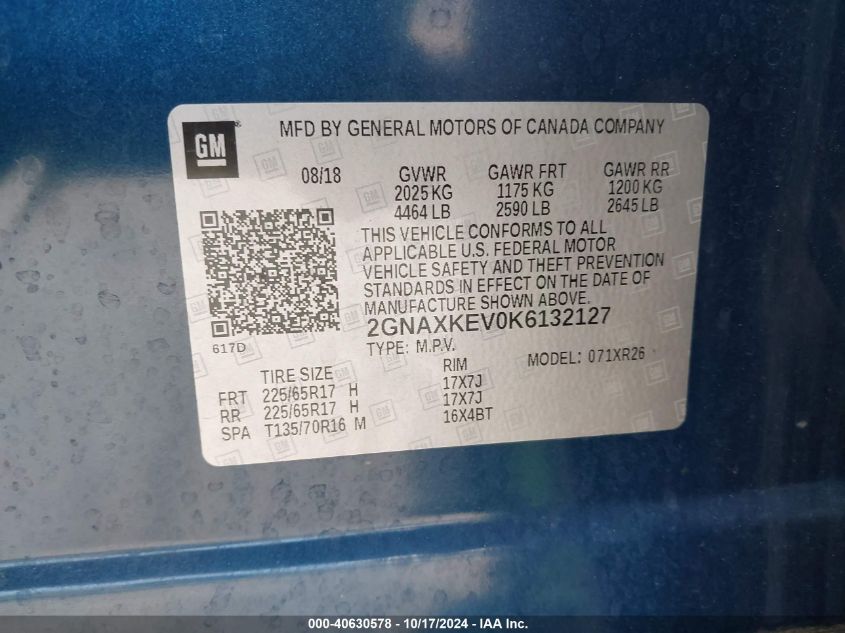 GM ®
MFD BY GENERAL MOTORS OF CANADA COMPANY
08/18 GVWR GAWR FRT GAWR RR
2025 KG 1175 KG 1200 KG
4464 LB 2590 LB 2645 LB
THIS VEHICLE CONFORMS TO ALL
APPLICABLE U.S. FEDERAL MOTOR
VEHICLE SAFETY AND THEFT PREVENTION
STANDARDS IN EFFECT ON THE DATE OF
MANUFACTURE SHOWN ABOVE.
2GNAXKEV0K6132127
617D
TYPE: M.P.V. MODEL: 071XR26
TIRE SIZE RIM
FRT 225/65R17 H 17X7J
RR 225/65R17 H 17X7J
SPA T135/70R16 M 16X4BT
000-40630578 - 10/17/2024 - IAA, Inc.